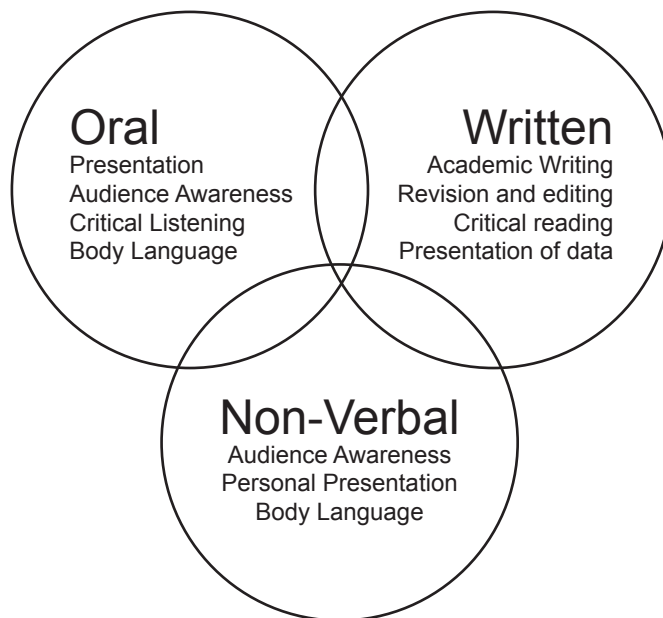 Oral
Presentation
Audience Awareness
Critical Listening
Body Language
Written
Academic Writing
Revision and editing
Critical reading
Presentation of data
Non-Verbal
Audience Awareness
Personal Presentation
Body Language